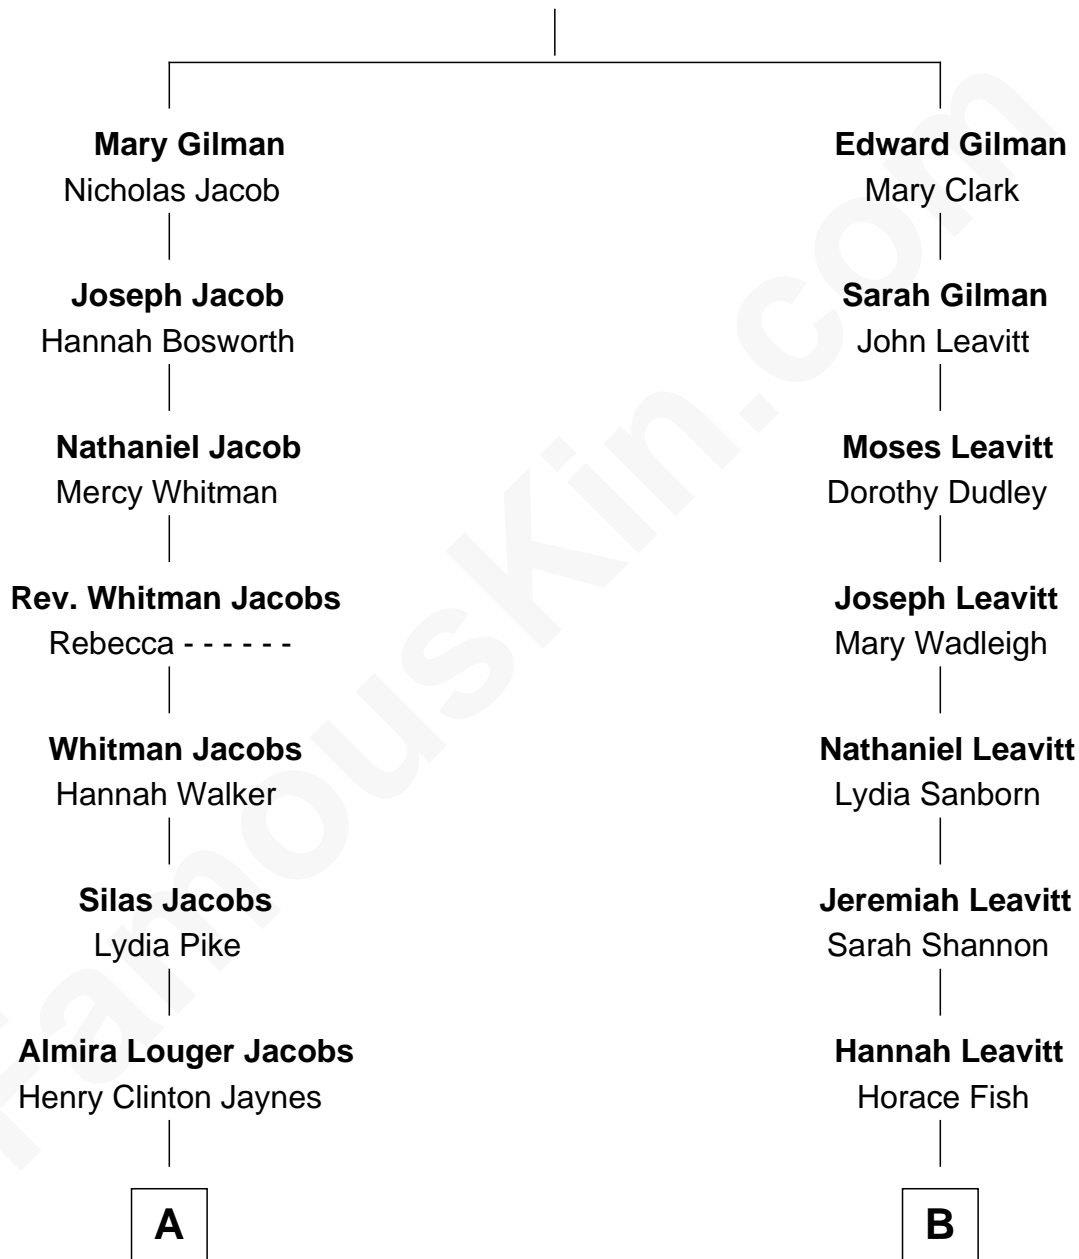 Mary Gilman
Nicholas Jacob
Joseph Jacob
Hannah Bosworth
Nathaniel Jacob
Mercy Whitman
Rev. Whitman Jacobs
Rebecca - - - - - -
Whitman Jacobs
Hannah Walker
Silas Jacobs
Lydia Pike
Almira Louger Jacobs
Henry Clinton Jaynes
A
Edward Gilman
Mary Clark
Sarah Gilman
John Leavitt
Moses Leavitt
Dorothy Dudley
Joseph Leavitt
Mary Wadleigh
Nathaniel Leavitt
Lydia Sanborn
Jeremiah Leavitt
Sarah Shannon
Hannah Leavitt
Horace Fish
B
FamousKin.com